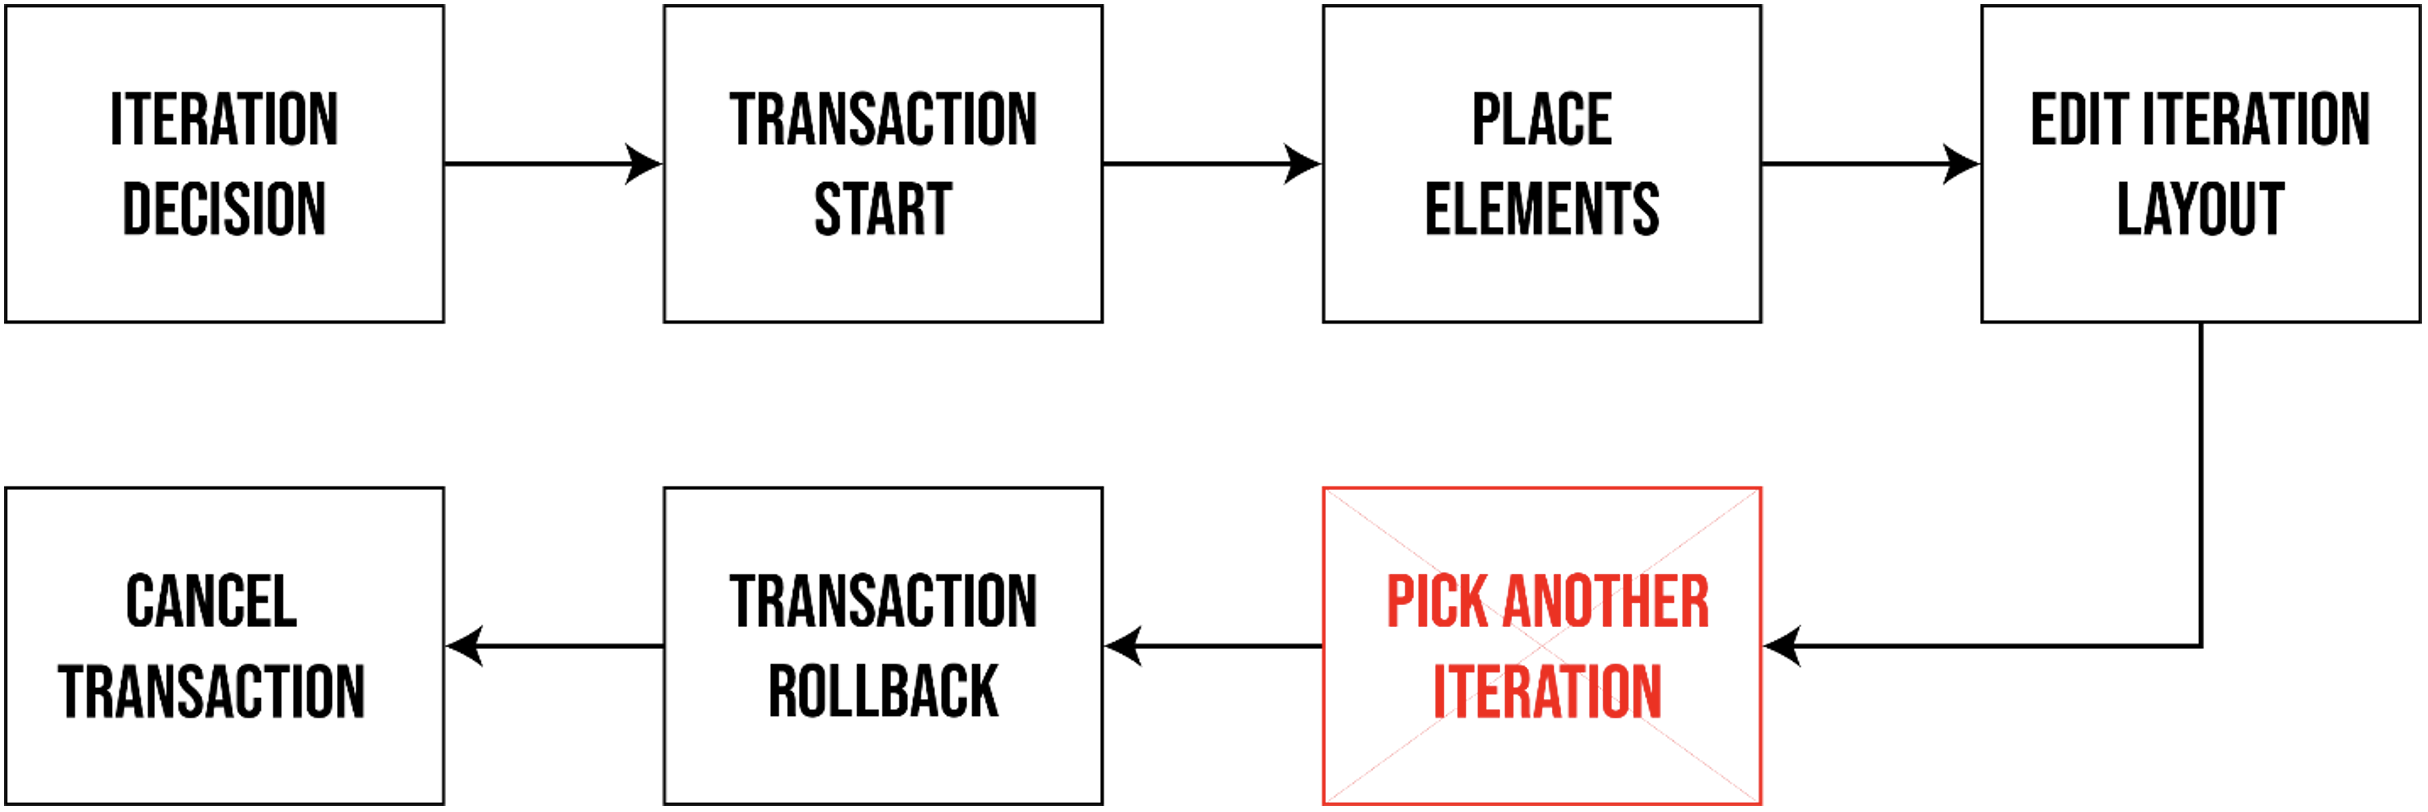 ITERATION
DECISION
TRANSACTION
START
PLACE
ELEMENTS
EDIT ITERATION
LAYOUT
PICK ANOTHER
ITERATION
TRANSACTION
ROLLBACK
CANCEL
TRANSACTION